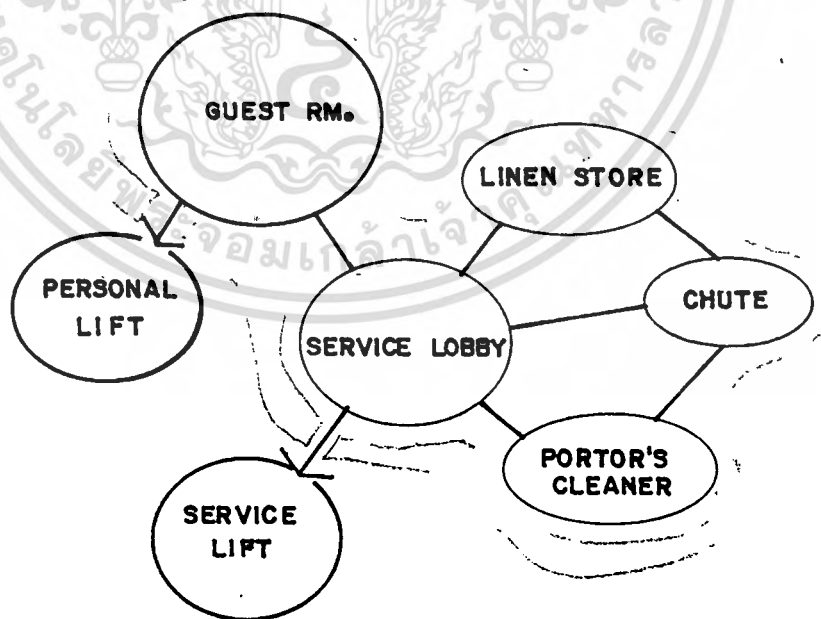 GUEST RM.
LINEN STORE
PERSONAL
LIFT
CHUTE
SERVICE LOBBY
PORTOR'S
CLEANER
SERVICE
LIFT